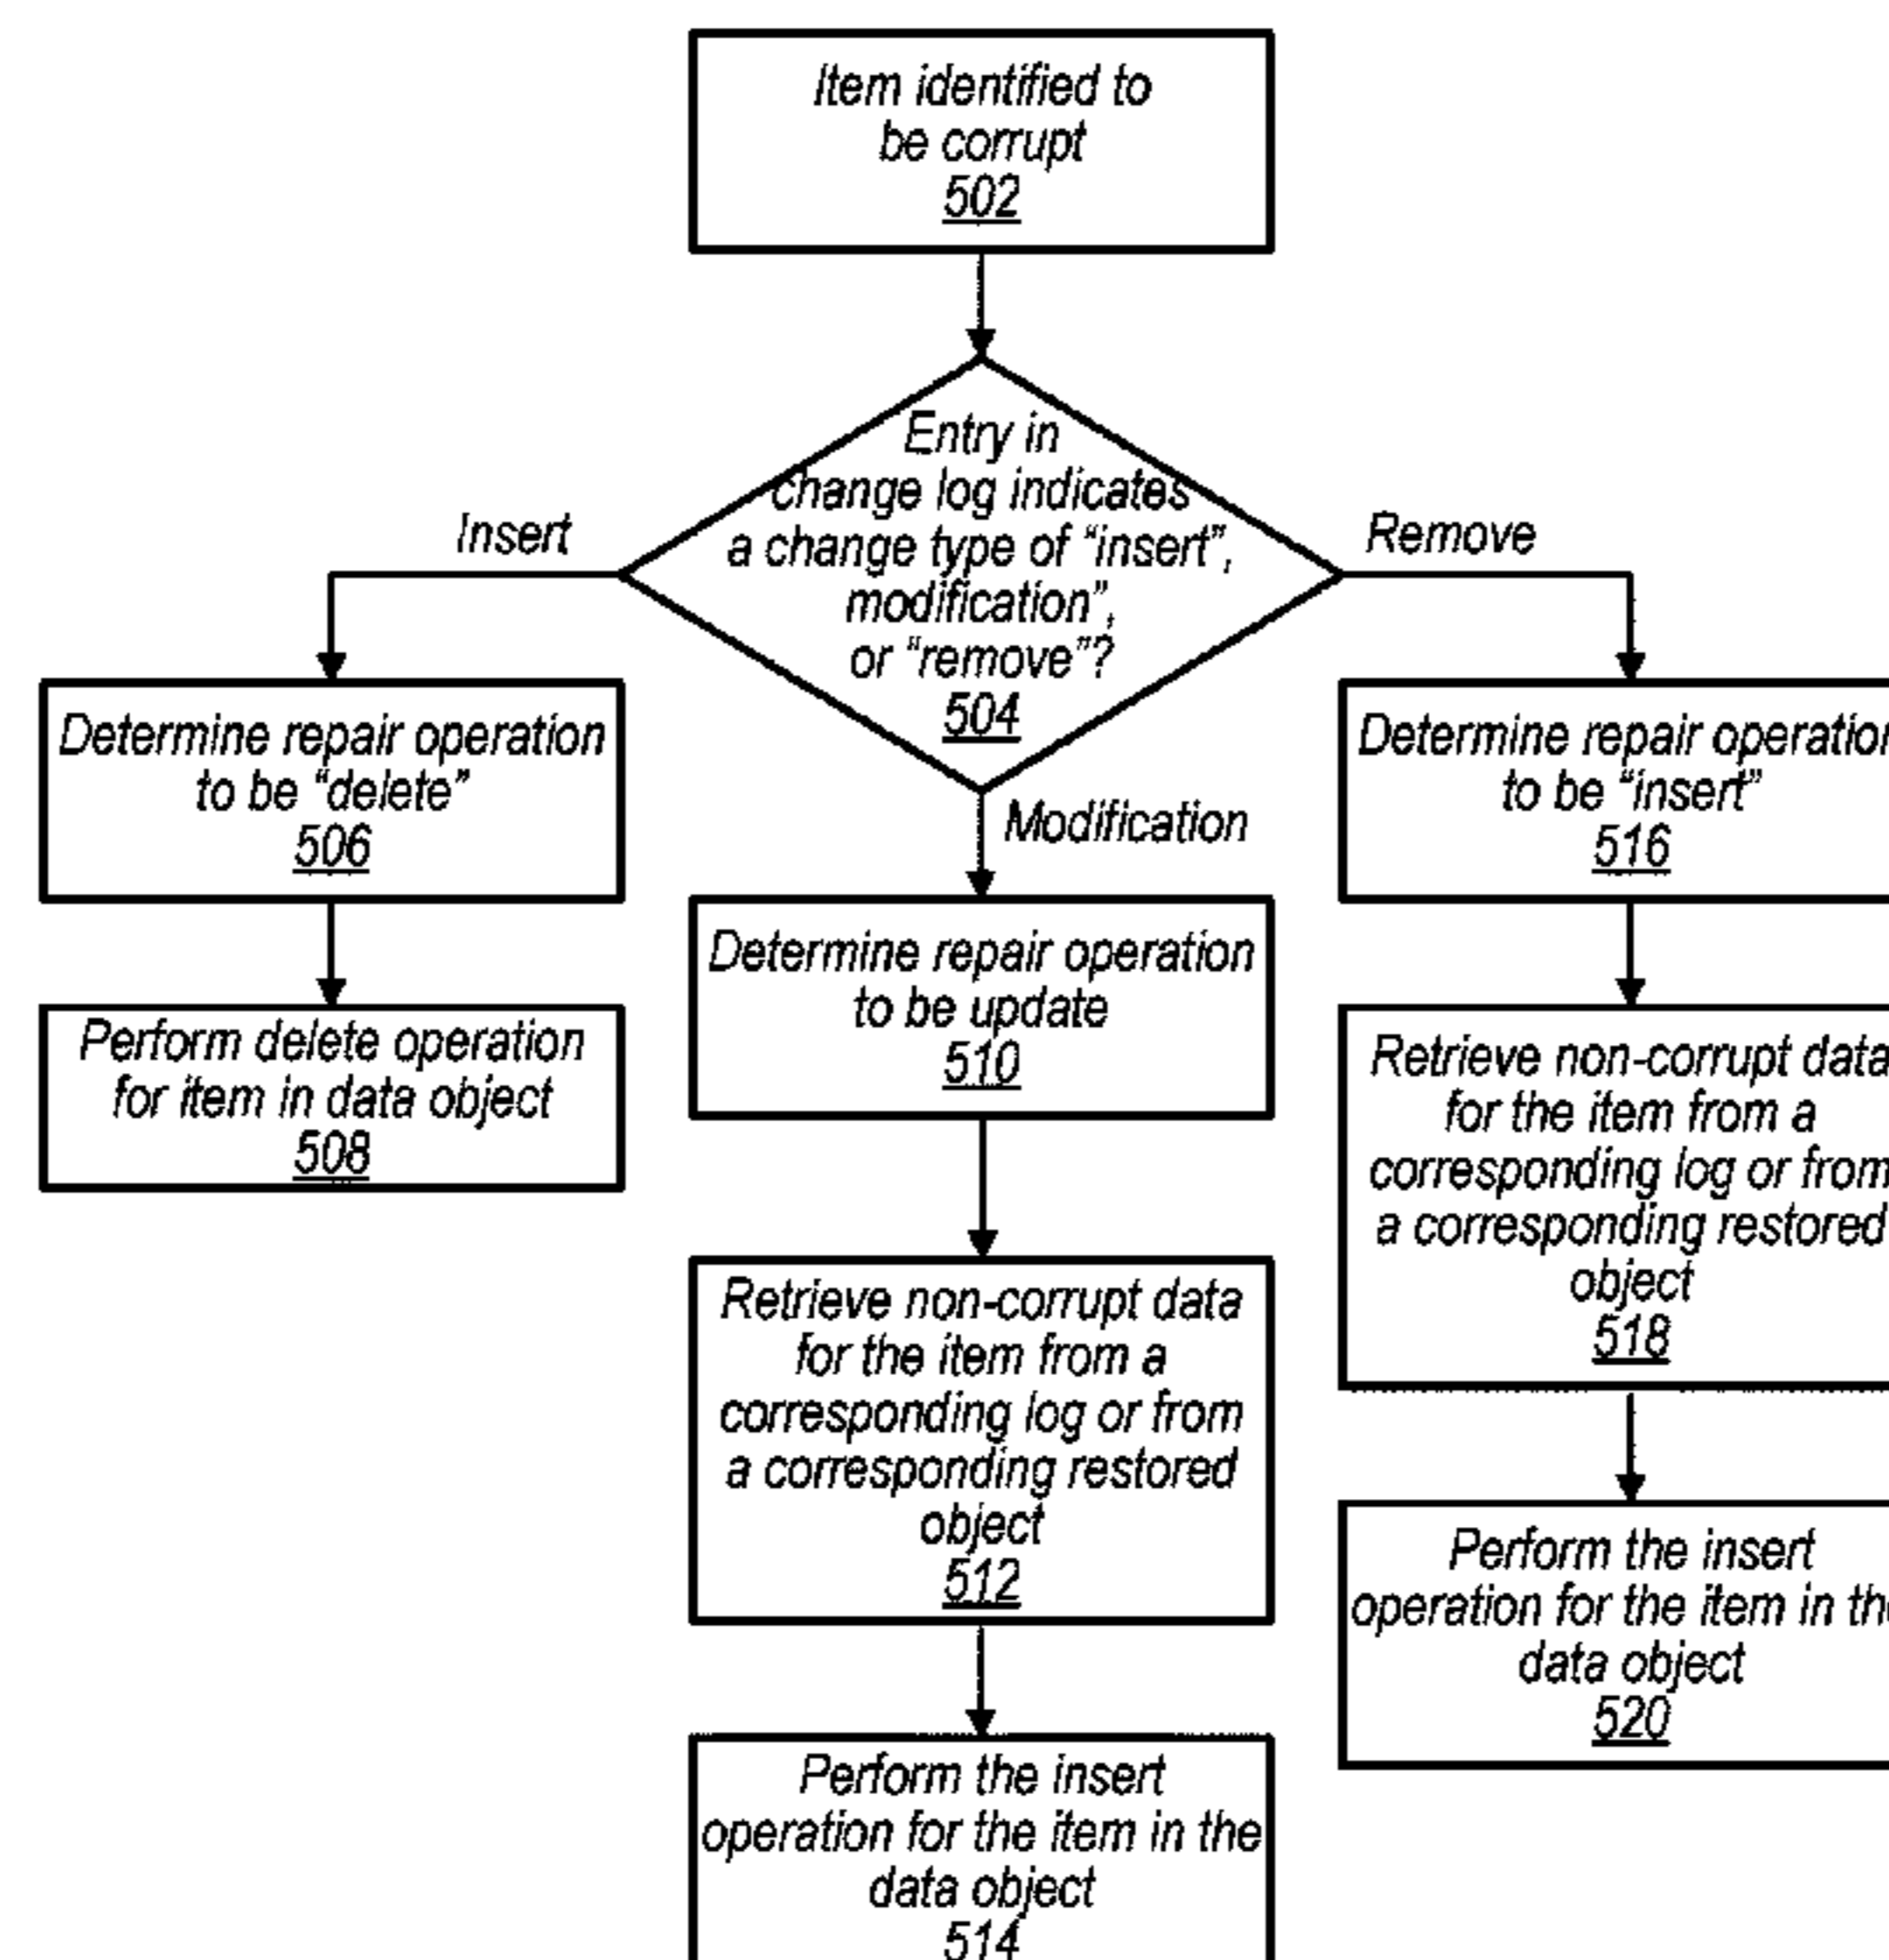 Item identified to
be corrupt
502
Entry in
change log indicates
a change type of “insert”,
modification”,
or “remove”?
504
Insert
Remove
Modification
Determine repair operation
to be “delete”
506
Perform delete operation
for item in data object
508
Determine repair operation
to be update
510
Retrieve non-corrupt data
for the item from a
corresponding log or from
a corresponding restored
object
512
Perform the insert
operation for the item in the
data object
514
Determine repair operation
to be “insert”
516
Retrieve non-corrupt data
for the item from a
corresponding log or from
a corresponding restored
object
518
Perform the insert
operation for the item in the
data object
520